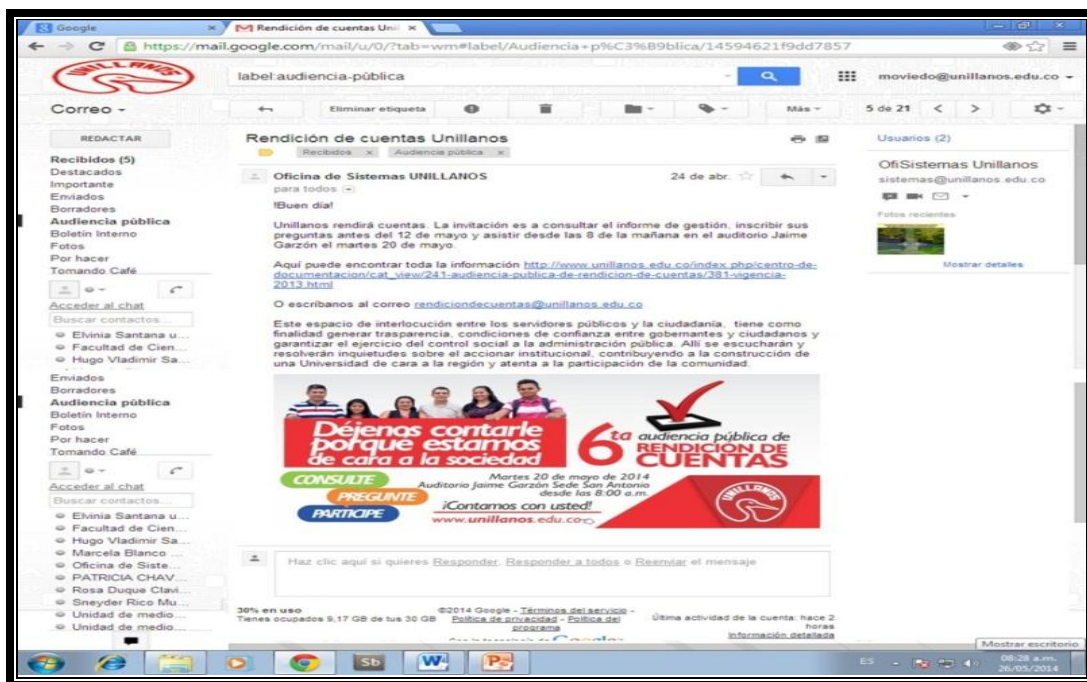 Google
Rendición de cuentas Uni
https://mail.google.com/mail/u/0/?tab=wm#label/Audiencia+p%C3%B9blica/14594621f9dd7857
UNILLANOS
label:audiencia-pública
moviedo@unillanos.edu.co
Correo
Eliminar etiqueta
Más
5 de 21
REDACTAR
Recibidos (5)
Destacados
Importante
Enviados
Borradores
Audiencia pública
Boletín Interno
Fotos
Por hacer
Tomando Café
Acceder al chat
Buscar contactos...
Elvinia Santana u...
Facultad de Cien...
Hugo Vladimir Sa...
Enviados
Borradores
Audiencia pública
Boletín Interno
Fotos
Por hacer
Tomando Café
Acceder al chat
Buscar contactos...
Elvinia Santana u...
Facultad de Cien...
Hugo Vladimir Sa...
Marcela Blanco ...
Oficina de Siste...
PATRICIA CHAV...
Rosa Duque Clavi...
Sneyder Rico Mu...
Unidad de medio...
Unidad de medio...
Rendición de cuentas Unillanos
Recibidos x Audiencia pública x
Oficina de Sistemas UNILLANOS
24 de abr.
para todos
!Buen día!
Unillanos rendirá cuentas. La invitación es a consultar el informe de gestión, inscribir sus
preguntas antes del 12 de mayo y asistir desde las 8 de la mañana en el auditorio Jaime
Garzón el martes 20 de mayo.
Aquí puede encontrar toda la información http://www.unillanos.edu.co/index.php/centro-de-
documentacion/cat_view/241-audiencia-publica-de-rendicion-de-cuentas/381-vigencia-
2013.html
O escríbanos al correo rendiciondecuentas@unillanos.edu.co
Este espacio de interlocución entre los servidores públicos y la ciudadanía, tiene como
finalidad generar trasparencia, condiciones de confianza entre gobernantes y ciudadanos y
garantizar el ejercicio del control social a la administración pública. Allí se escucharán y
resolverán inquietudes sobre el accionar institucional, contribuyendo a la construcción de
una Universidad de cara a la región y atenta a la participación de la comunidad.
Déjenos contarle
porque estamos
de cara a la sociedad
6ta audiencia pública de
RENDICIÓN DE
CUENTAS
CONSULTE
PREGUNTE
PARTICIPE
Martes 20 de mayo de 2014
Auditorio Jaime Garzón Sede San Antonio
desde las 8:00 a.m.
¡Contamos con usted!
www.unillanos.edu.co
UNILLANOS
Haz clic aquí si quieres Responder, Responder a todos o Reenviar el mensaje
30% en uso
Tienes ocupados 9,17 GB de tus 30 GB
©2014 Google - Términos del servicio -
Política de privacidad - Política del
programa
Última actividad de la cuenta: hace 2
horas
Información detallada
Usuarios (2)
OfiSistemas Unillanos
sistemas@unillanos.edu.co
Fotos recientes
Mostrar detalles
Mostrar escritorio
Sb
ES
08:28 a.m.
26/05/2014